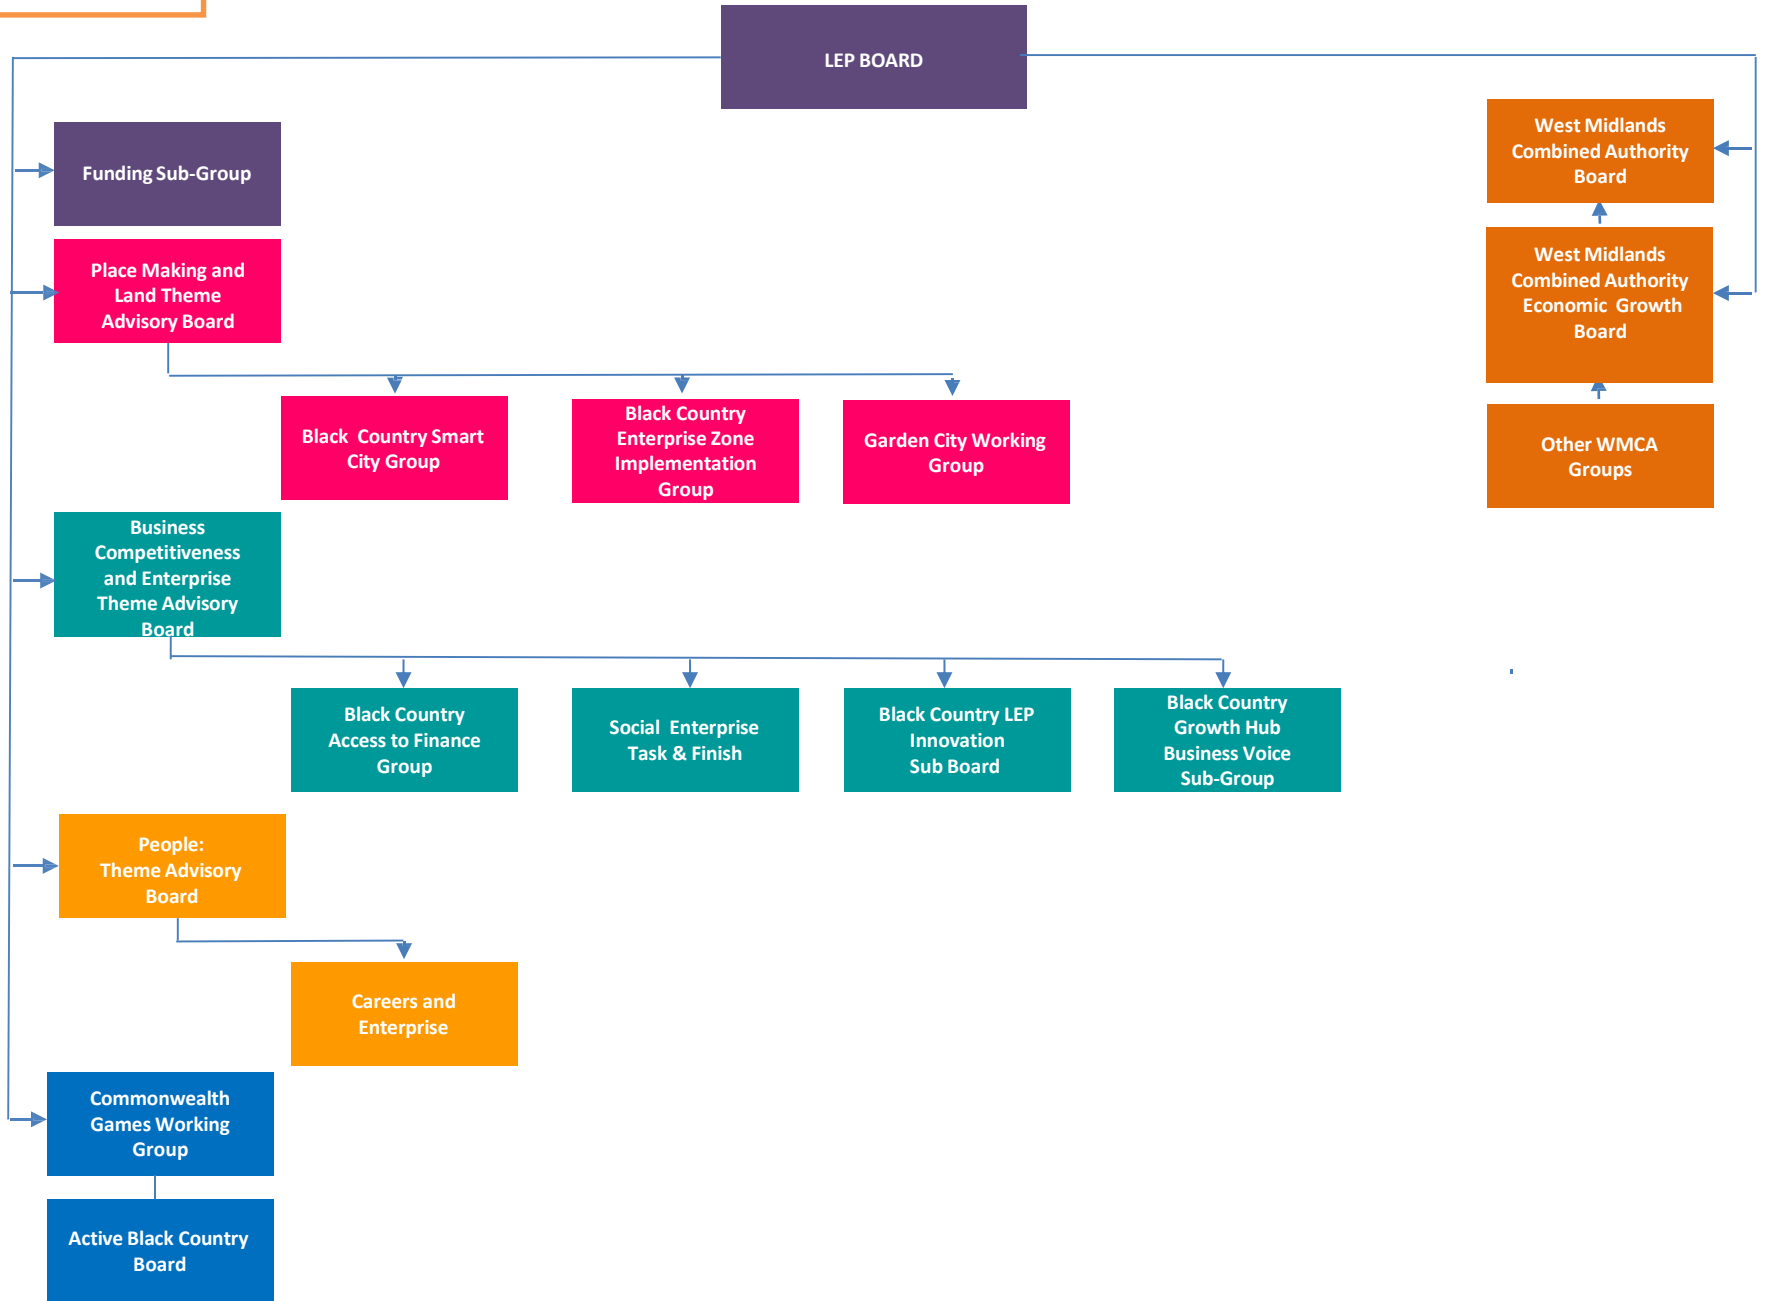 LEP BOARD
Funding Sub-Group
West Midlands
Combined Authority
Board
Place Making and
Land Theme
Advisory Board
West Midlands
Combined Authority
Economic Growth
Board
Black Country Smart
City Group
Black Country
Enterprise Zone
Implementation
Group
Garden City Working
Group
Other WMCA
Groups
Business
Competitiveness
and Enterprise
Theme Advisory
Board
Black Country
Access to Finance
Group
Social Enterprise
Task & Finish
Black Country LEP
Innovation
Sub Board
Black Country
Growth Hub
Business Voice
Sub-Group
People:
Theme Advisory
Board
Careers and
Enterprise
Commonwealth
Games Working
Group
Active Black Country
Board